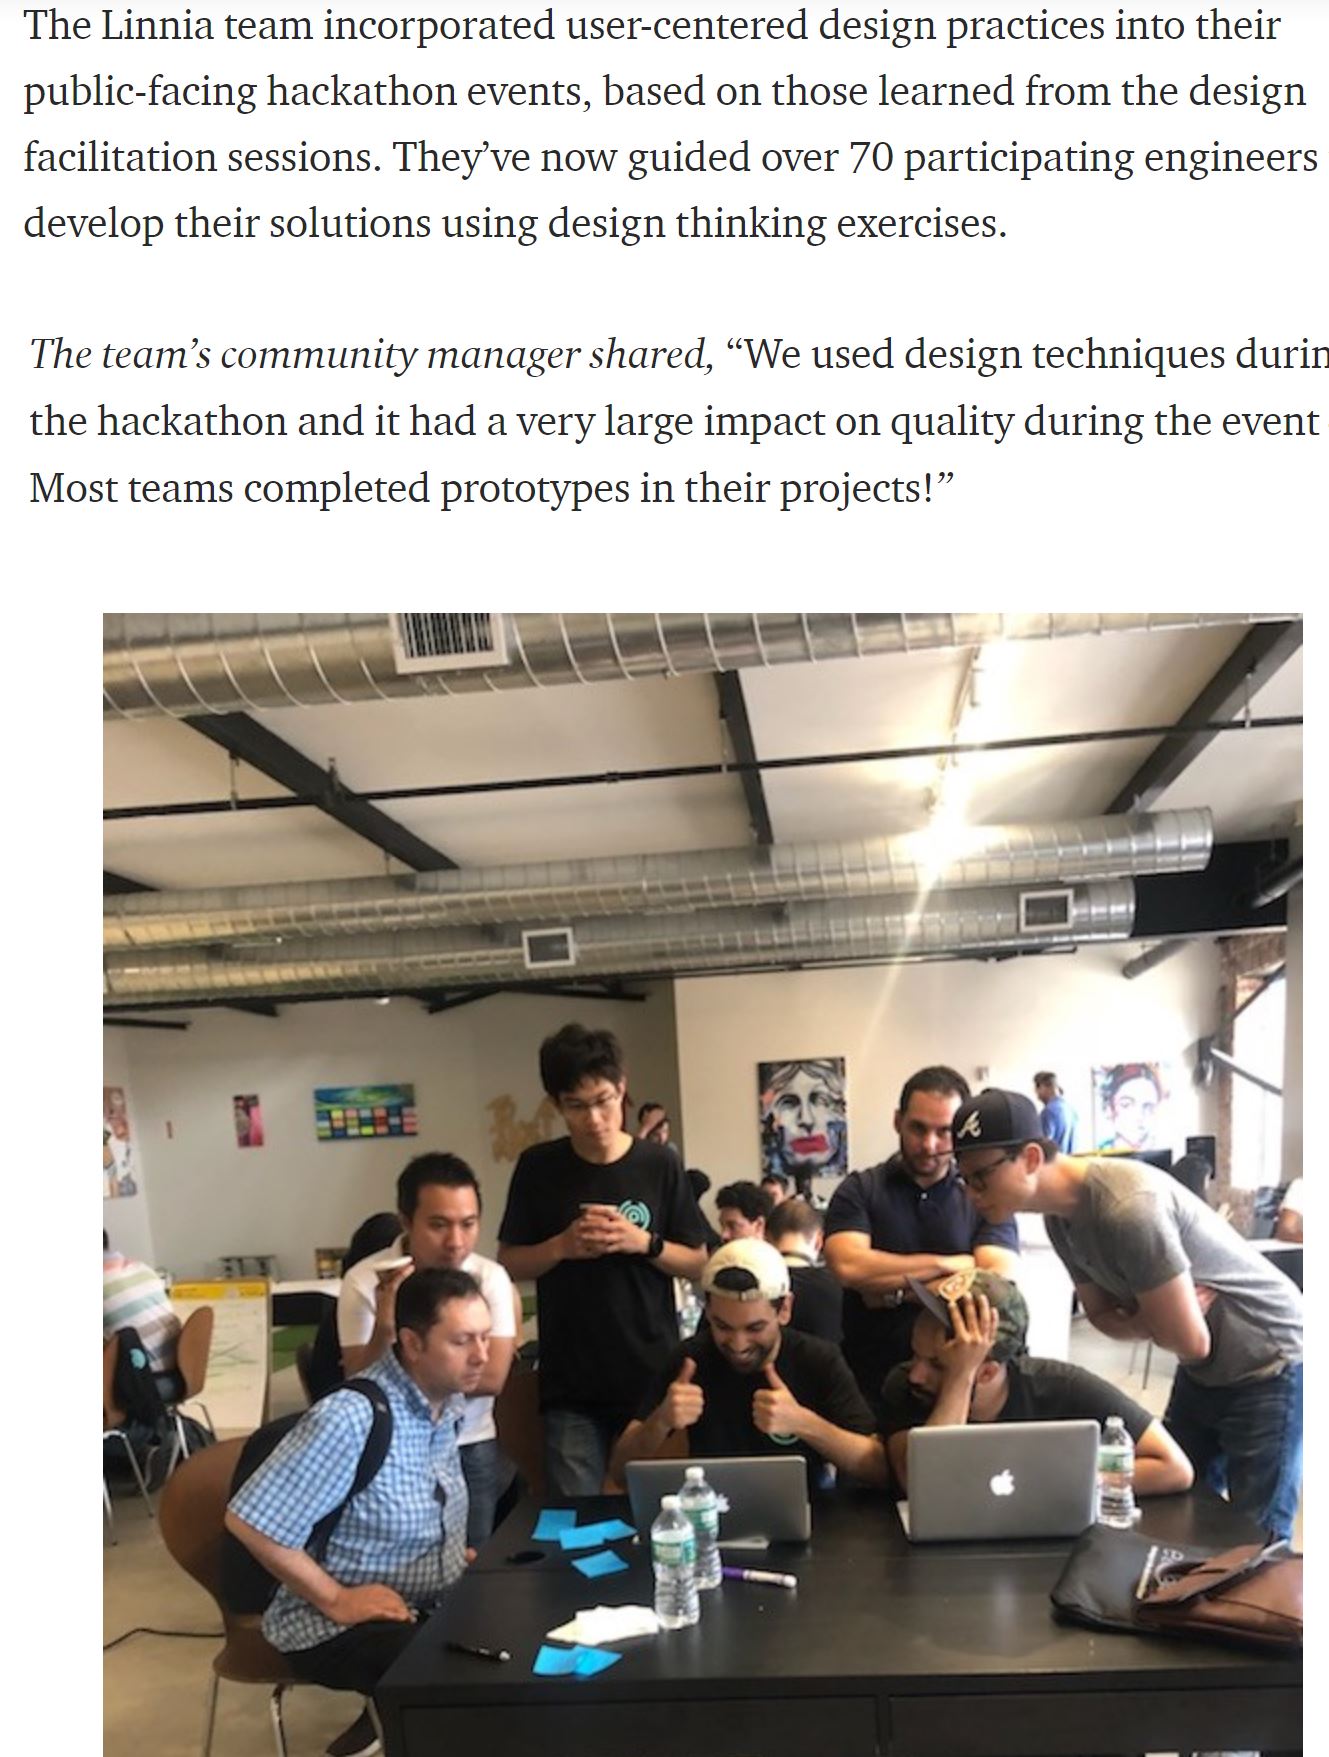 The Linnia team incorporated user-centered design practices into their
public-facing hackathon events, based on those learned from the design
facilitation sessions. They’ve now guided over 70 participating engineers
develop their solutions using design thinking exercises.
The team’s community manager shared, “We used design techniques durin
the hackathon and it had a very large impact on quality during the event
Most teams completed prototypes in their projects!”
A